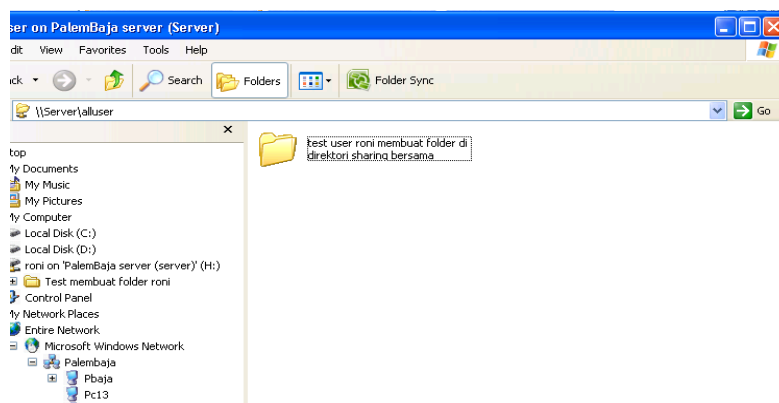 ser on PalemBaja server (Server)
dit View Favorites Tools Help
ack Search Folders Folder Sync
\\Server\alluser Go
top
My Documents
My Music
My Pictures
My Computer
Local Disk (C:)
Local Disk (D:)
roni on 'PalemBaja server (server)' (H:)
Test membuat folder roni
Control Panel
My Network Places
Entire Network
Microsoft Windows Network
Palembaja
Pbaja
Pc13
test user roni membuat folder di
direktori sharing bersama